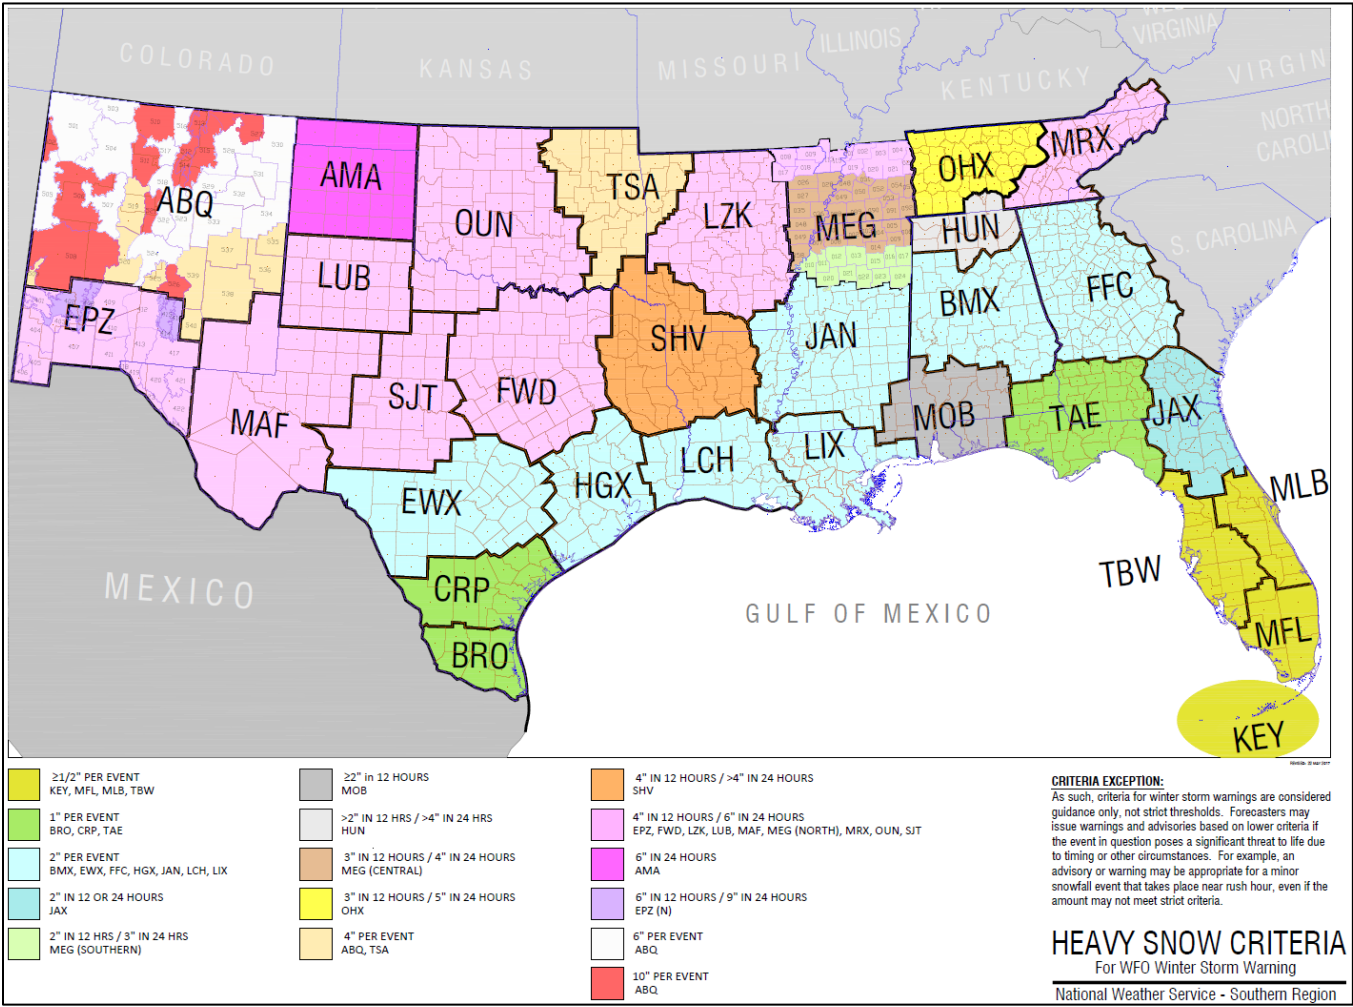 COLORADO
KANSAS
MISSOURI
ILLINOIS
KENTUCKY
VIRGINIA
VIRGIN
NORTH
CAROLI
S. CAROLINA
AMA
OUN
TSA
LZK
MEG
OHX
MRX
HUN
ABQ
LUB
EPZ
MAF
SJT
FWD
SHV
JAN
BMX
FFC
MOB
TAE
JAX
EWX
HGX
LCH
LIX
CRP
BRO
MLB
TBW
MFL
KEY
MEXICO
GULF OF MEXICO
≥1/2" PER EVENT
KEY, MFL, MLB, TBW
1" PER EVENT
BRO, CRP, TAE
2" PER EVENT
BMX, EWX, FFC, HGX, JAN, LCH, LIX
2" IN 12 OR 24 HOURS
JAX
2" IN 12 HRS / 3" IN 24 HRS
MEG (SOUTHERN)
≥2" in 12 HOURS
MOB
>2" IN 12 HRS / >4" IN 24 HRS
HUN
3" IN 12 HOURS / 4" IN 24 HOURS
MEG (CENTRAL)
3" IN 12 HOURS / 5" IN 24 HOURS
OHX
4" PER EVENT
ABQ, TSA
4" IN 12 HOURS / >4" IN 24 HOURS
SHV
4" IN 12 HOURS / 6" IN 24 HOURS
EPZ, FWD, LZK, LUB, MAF, MEG (NORTH), MRX, OUN, SJT
6" IN 24 HOURS
AMA
6" IN 12 HOURS / 9" IN 24 HOURS
EPZ (N)
6" PER EVENT
ABQ
10" PER EVENT
ABQ
CRITERIA EXCEPTION:
As such, criteria for winter storm warnings are considered
guidance only, not strict thresholds. Forecasters may
issue warnings and advisories based on lower criteria if
the event in question poses a significant threat to life due
to timing or other circumstances. For example, an
advisory or warning may be appropriate for a minor
snowfall event that takes place near rush hour, even if the
amount may not meet strict criteria.
HEAVY SNOW CRITERIA
For WFO Winter Storm Warning
National Weather Service - Southern Region